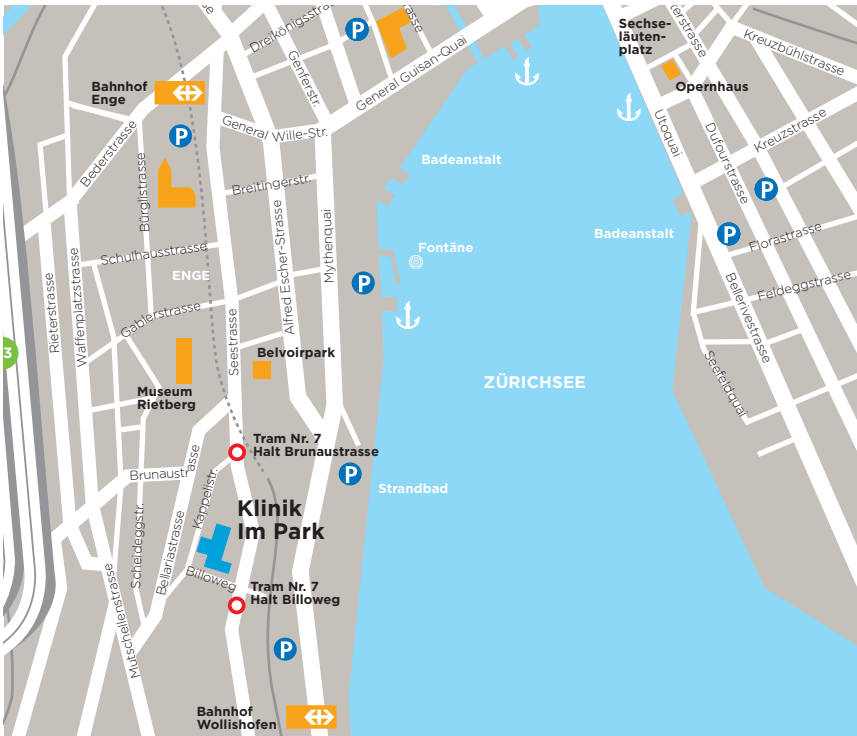 Dreikönigsstra
P
strasse
Sechse-
läuten-
platz
Kreuzbühlstrasse
Genferstr.
General Guisan-Quai
Bahnhof
Enge
Opernhaus
P
General Wille-Str.
Utoquai
Dufourstrasse
Kreuzstrasse
Bederstrasse
Bürglistrasse
Breitingerstr.
Badeanstalt
P
Alfred Escher-Strasse
Mythenquai
Badeanstalt
P
Florastrasse
Schulhausstrasse
Fontäne
ENGE
P
Feldeggstrasse
Rieterstrasse
Waffenplatzstrasse
Gablerstrasse
Seestrasse
Bellerivestrasse
3
Belvoirpark
Seefeldquai
ZÜRICHSEE
Museum
Rietberg
Tram Nr. 7
Halt Brunaustrasse
Brunaustrasse
P
Strandbad
Kappelistr.
Klinik
Im Park
Scheideggstr.
Bellariastrasse
Billoweg
Tram Nr. 7
Halt Billoweg
Mutschellenstrasse
P
Bahnhof
Wollishofen